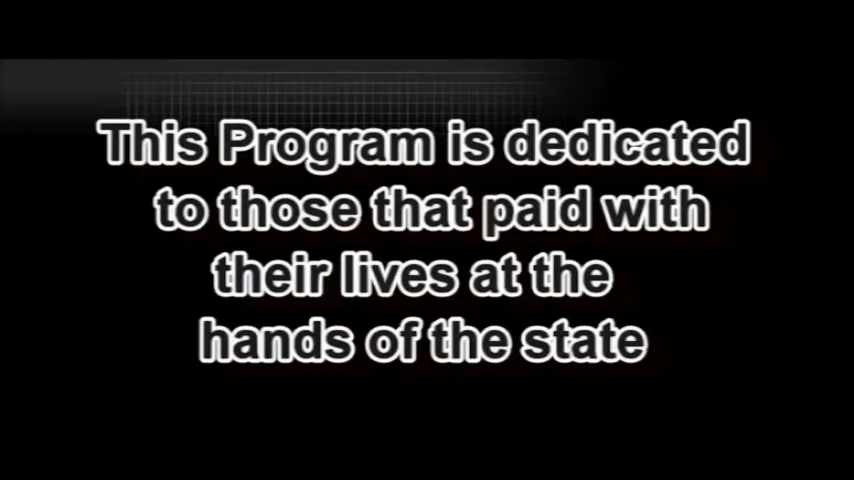 This Program is dedicated
to those that paid with
their lives at the
hands of the state